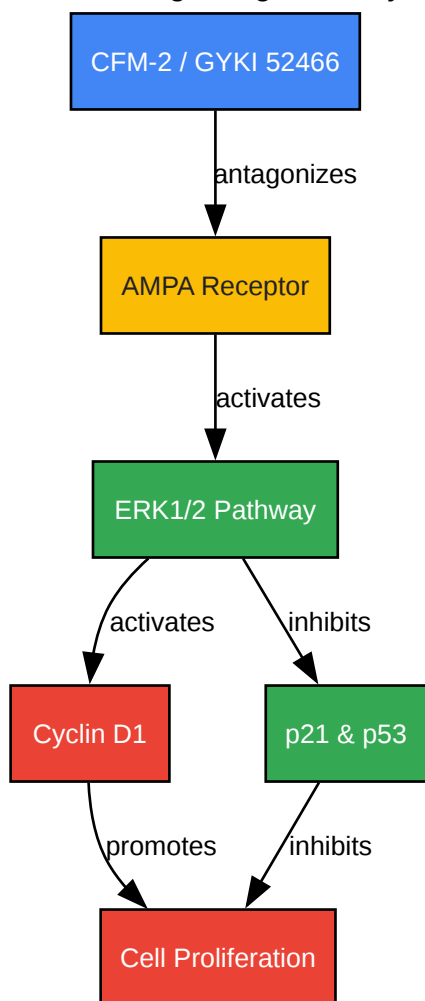 CFM-2 / GYKI 52466
antagonizes
AMPA Receptor
activates
ERK1/2 Pathway
activates
inhibits
Cyclin D1
p21 & p53
promotes
inhibits
Cell Proliferation